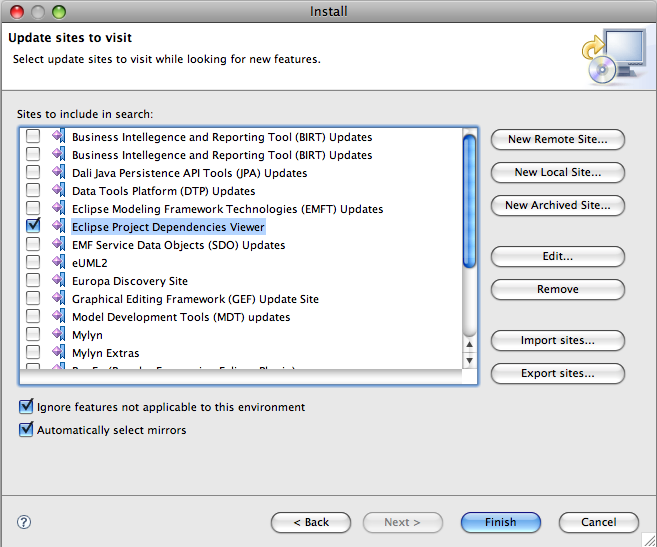 Install
Update sites to visit
Select update sites to visit while looking for new features.
Sites to include in search:
Business Intellegence and Reporting Tool (BIRT) Updates
Business Intellegence and Reporting Tool (BIRT) Updates
Dali Java Persistence API Tools (JPA) Updates
Data Tools Platform (DTP) Updates
Eclipse Modeling Framework Technologies (EMFT) Updates
Eclipse Project Dependencies Viewer
EMF Service Data Objects (SDO) Updates
eUML2
Europa Discovery Site
Graphical Editing Framework (GEF) Update Site
Model Development Tools (MDT) updates
Mylyn
Mylyn Extras
New Remote Site...
New Local Site...
New Archived Site...
Edit...
Remove
Import sites...
Export sites...
Ignore features not applicable to this environment
Automatically select mirrors
?
< Back
Next >
Finish
Cancel